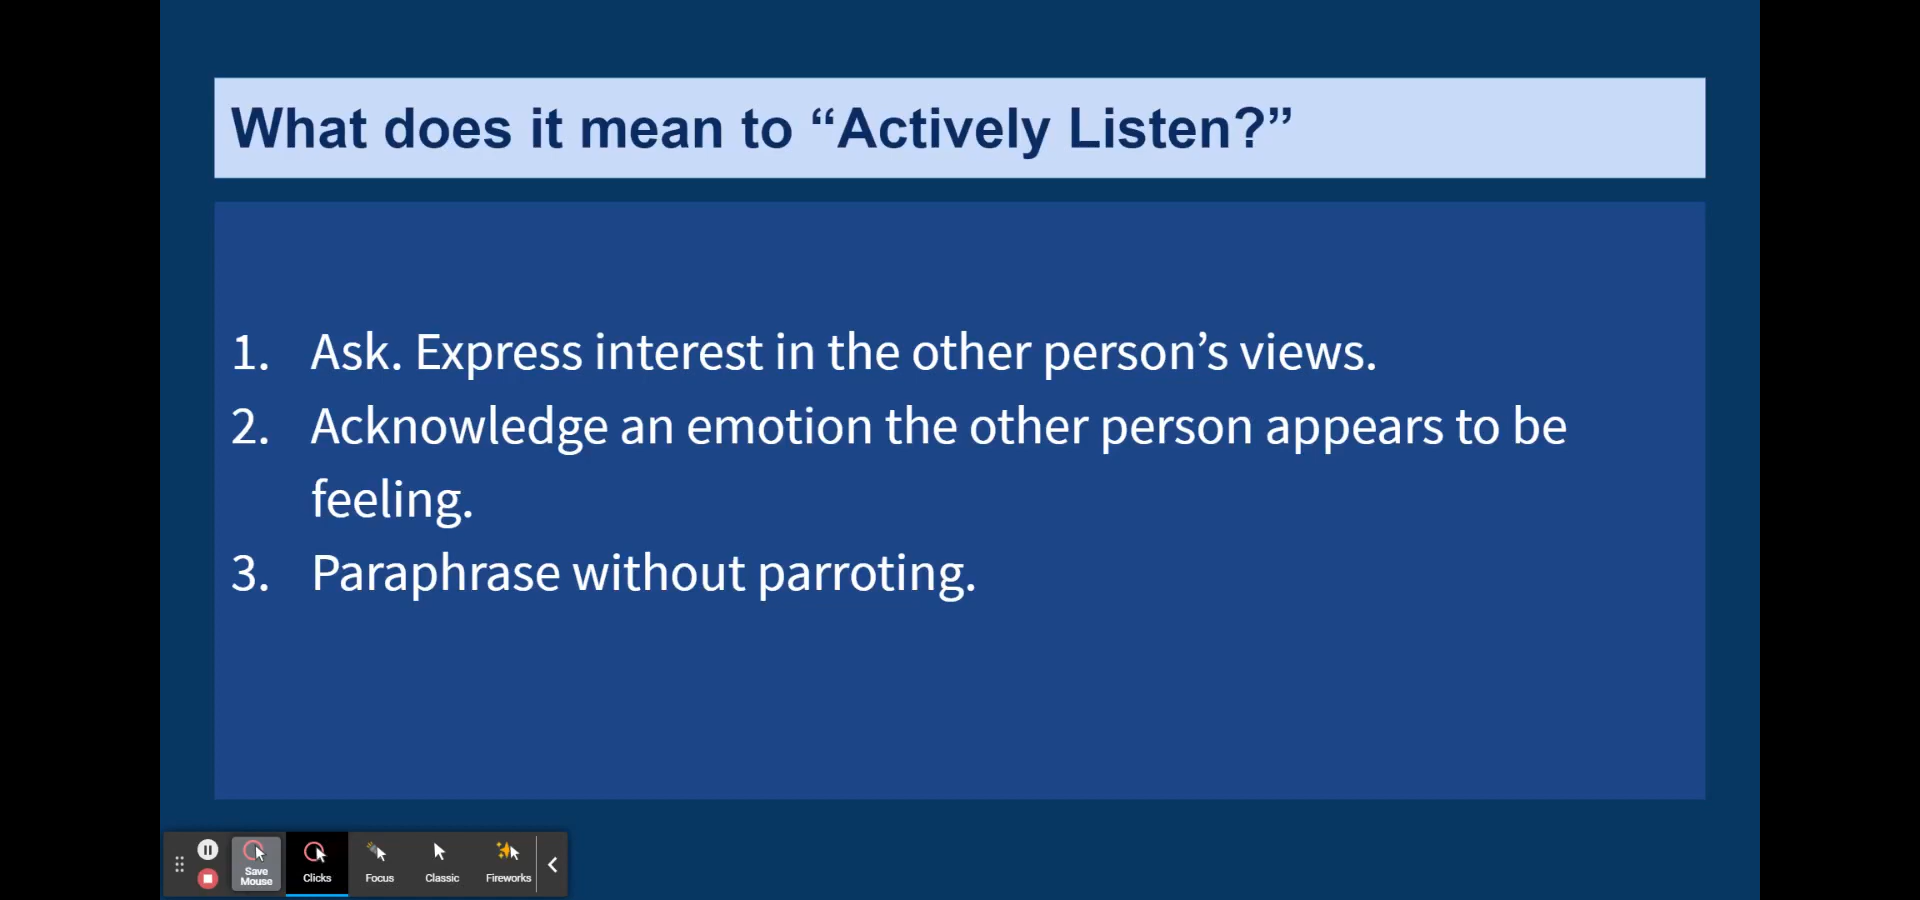 What does it mean to “Actively Listen?”
1. Ask. Express interest in the other person’s views.
2. Acknowledge an emotion the other person appears to be
feeling.
3. Paraphrase without parroting.
Save
Mouse
Clicks
Focus
Classic
Fireworks